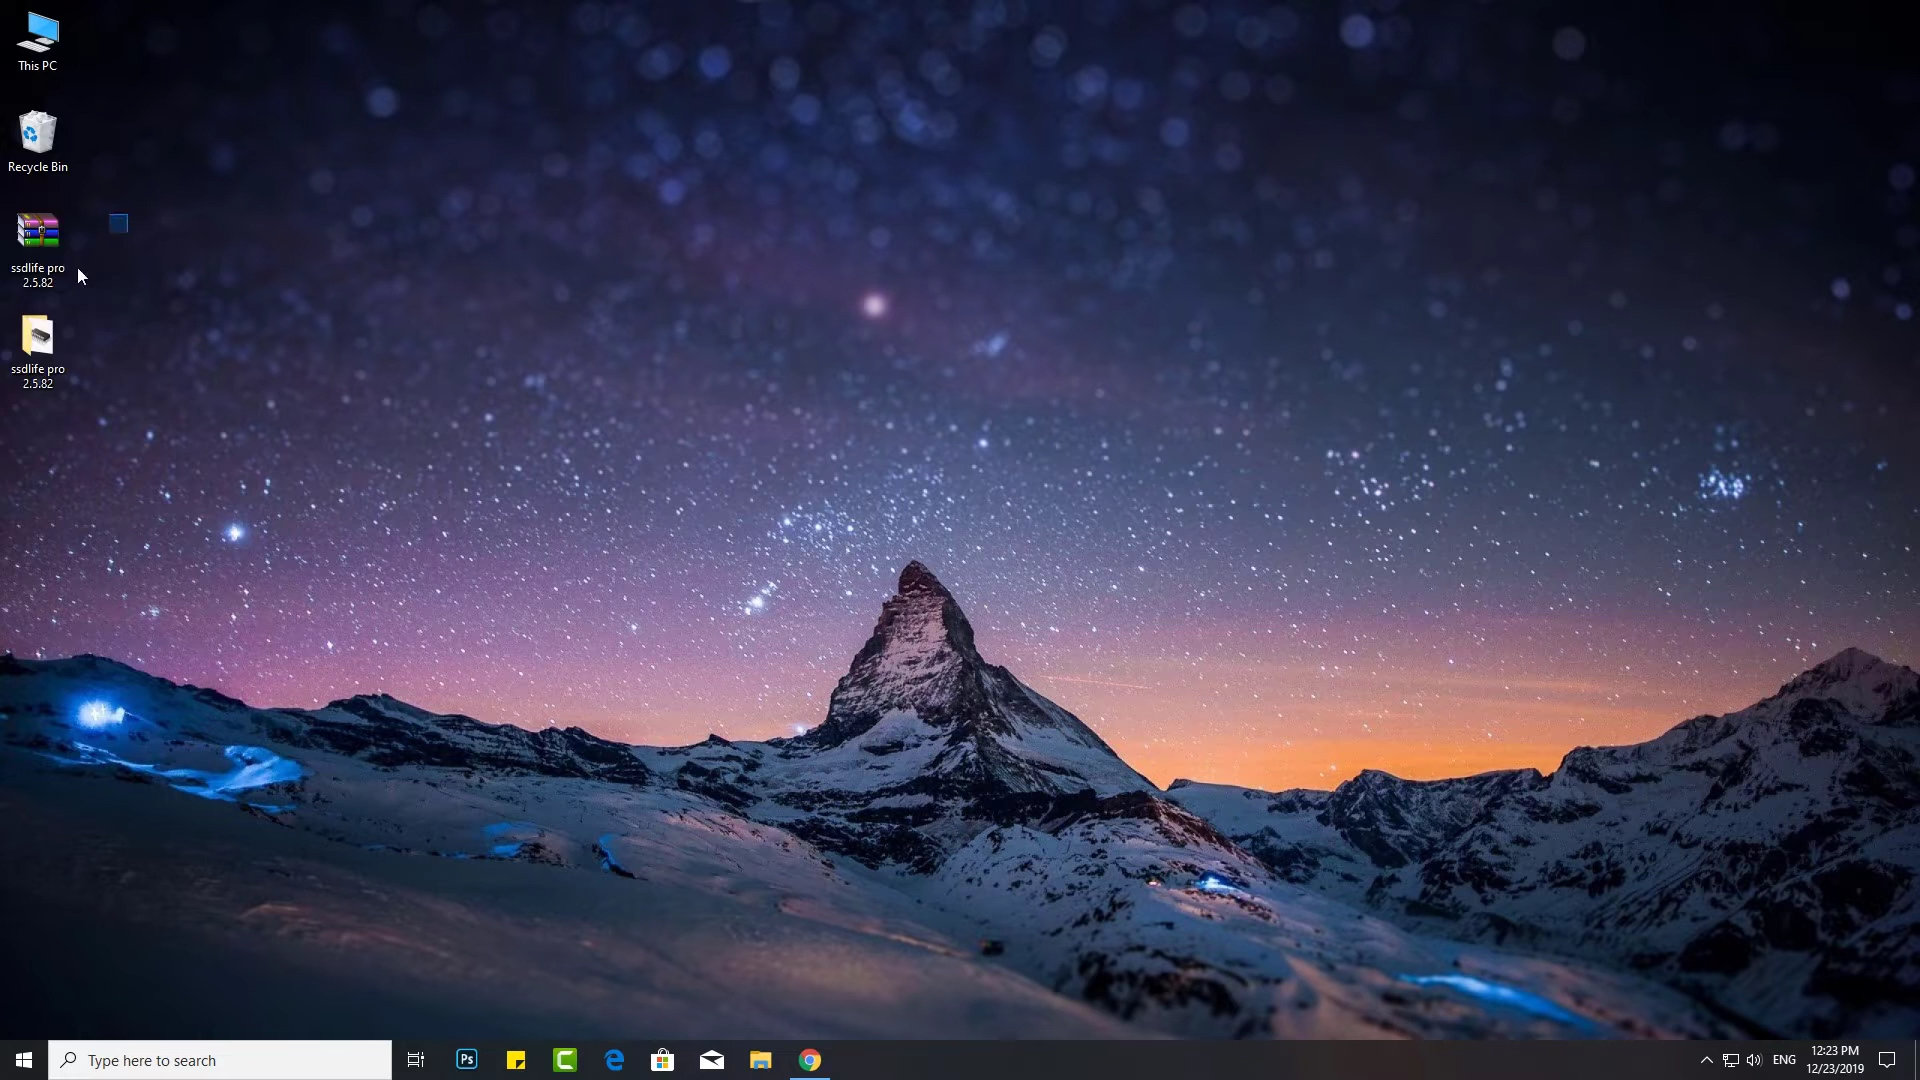 This PC
Recycle Bin
ssdlife pro
2.5.82
ssdlife pro
2.5.82
Type here to search
Ps
ENG
12:23 PM
12/23/2019